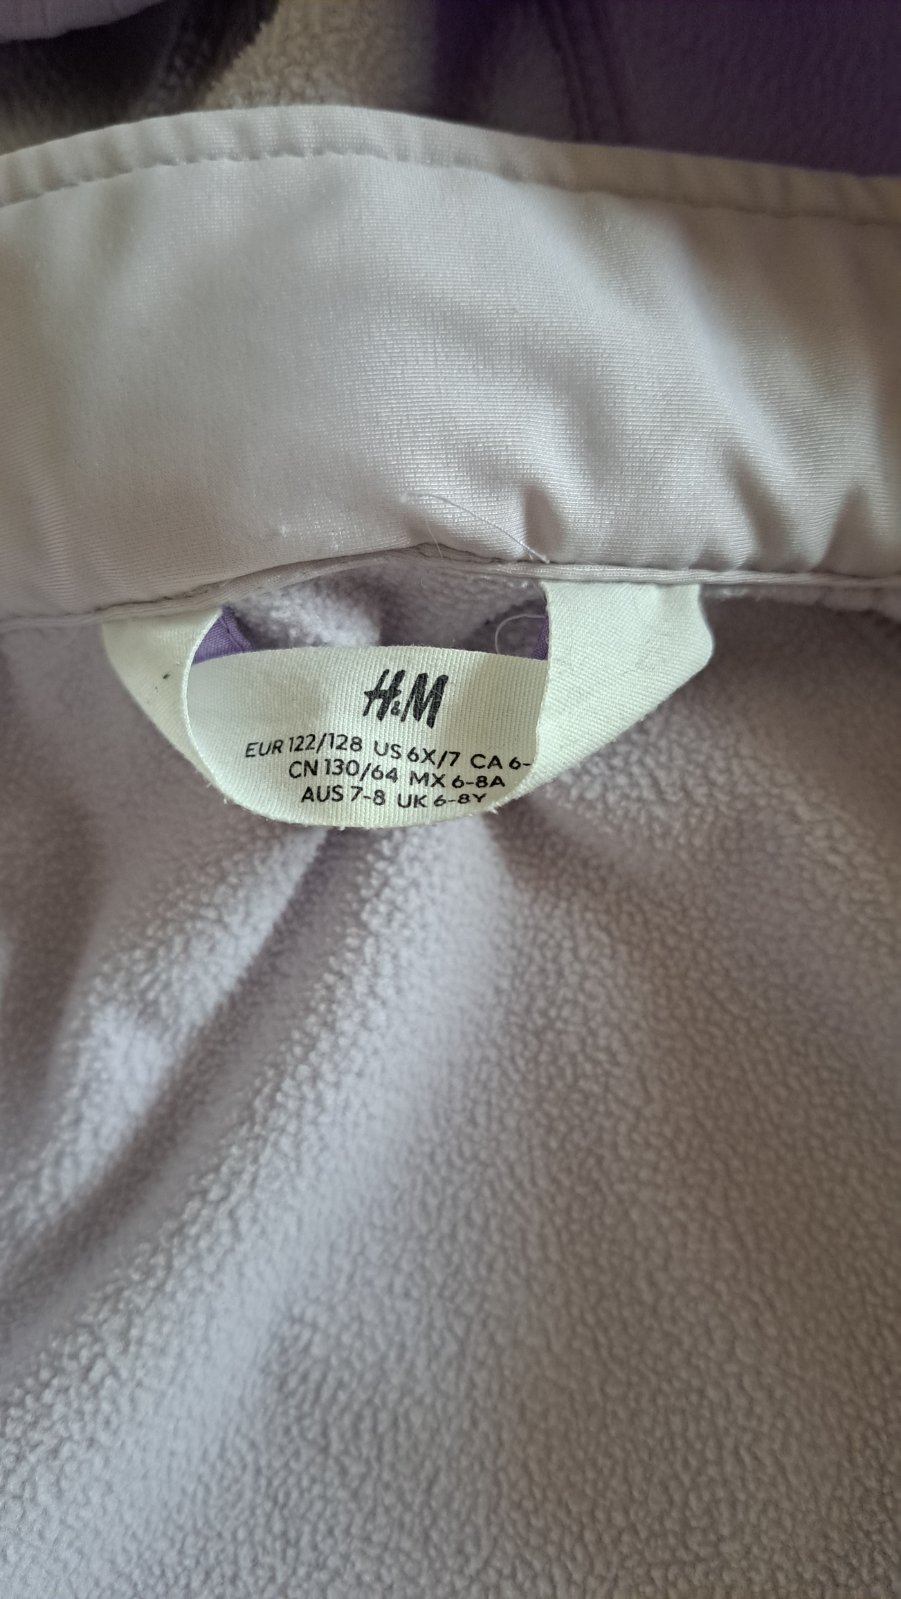 H&M
EUR 122/128 US 6X/7 CA 6-
CN 130/64 MX 6-8A
AUS 7-8 UK 6-8Y